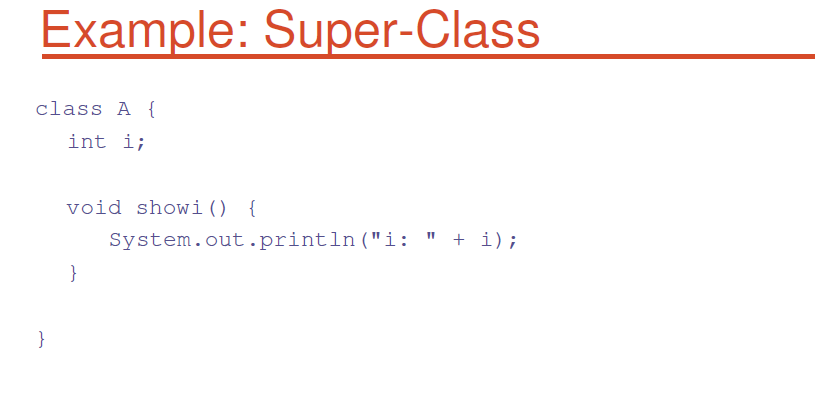 Example: Super-Class
class A {
int i;
void showi() {
System.out.println("i: " + i);
}
}